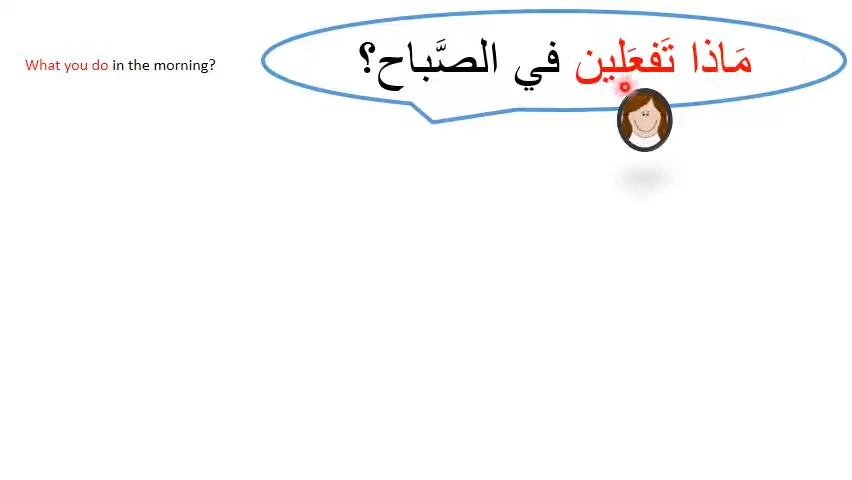 What you do in the morning?
مَاذا تَفعَلين في الصَّباح؟